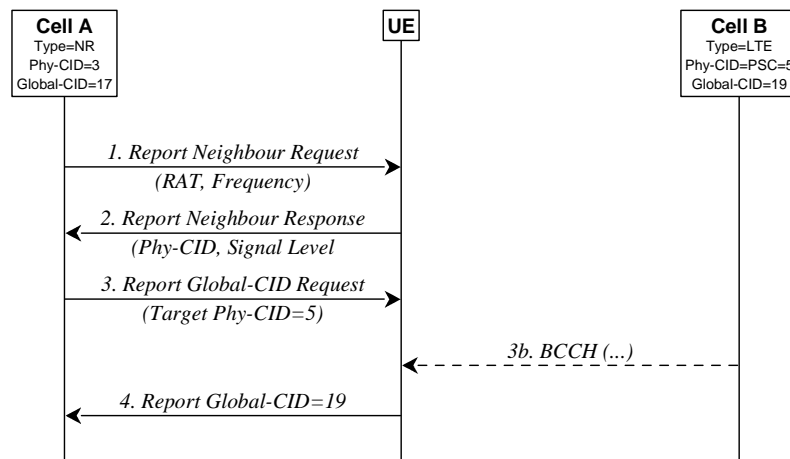 Cell A
Type=NR
Phy-CID=3
Global-CID=17
UE
Cell B
Type=LTE
Phy-CID=PSC=5
Global-CID=19
1. Report Neighbour Request
(RAT, Frequency)
2. Report Neighbour Response
(Phy-CID, Signal Level
3. Report Global-CID Request
(Target Phy-CID=5)
3b. BCCH (...)
4. Report Global-CID=19